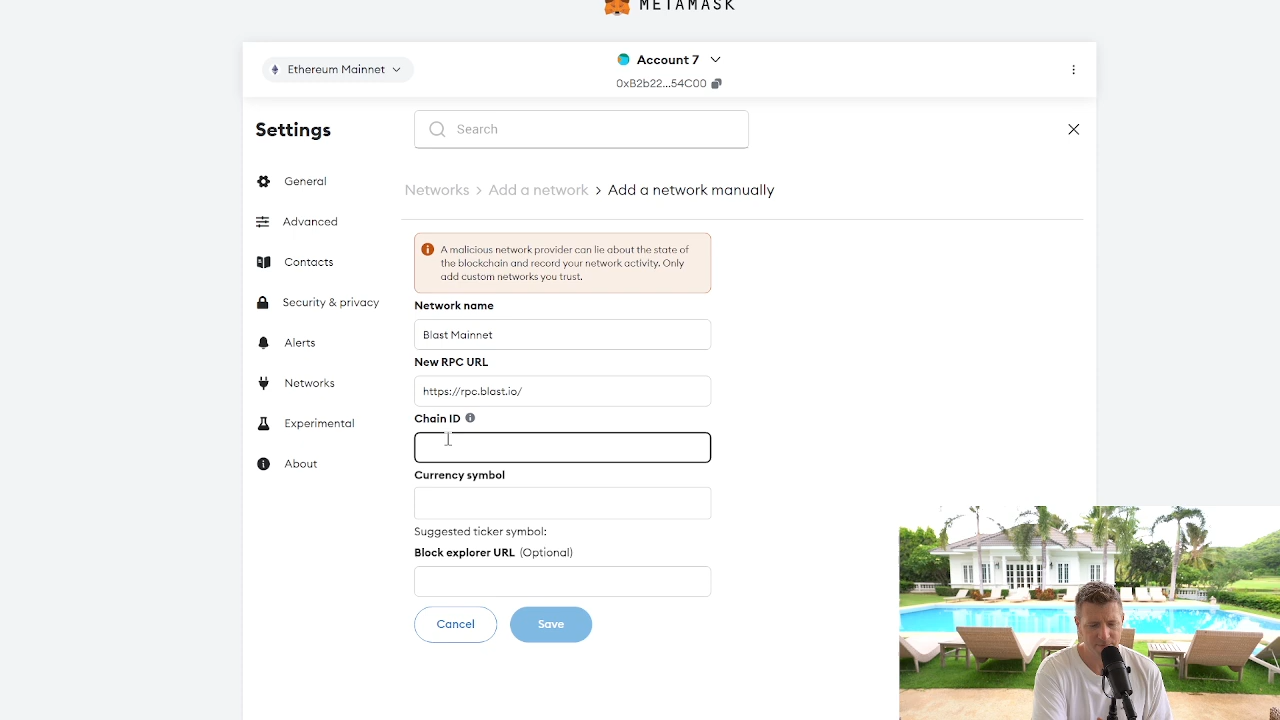 METAMASK
Ethereum Mainnet
Account 7
0xB2b22...54C00
Settings
Search
General
Advanced
Contacts
Security & privacy
Alerts
Networks
Experimental
About
Networks > Add a network > Add a network manually
A malicious network provider can lie about the state of
the blockchain and record your network activity. Only
add custom networks you trust.
Network name
Blast Mainnet
New RPC URL
https://rpc.blast.io/
Chain ID
Currency symbol
Suggested ticker symbol:
Block explorer URL (Optional)
Cancel
Save